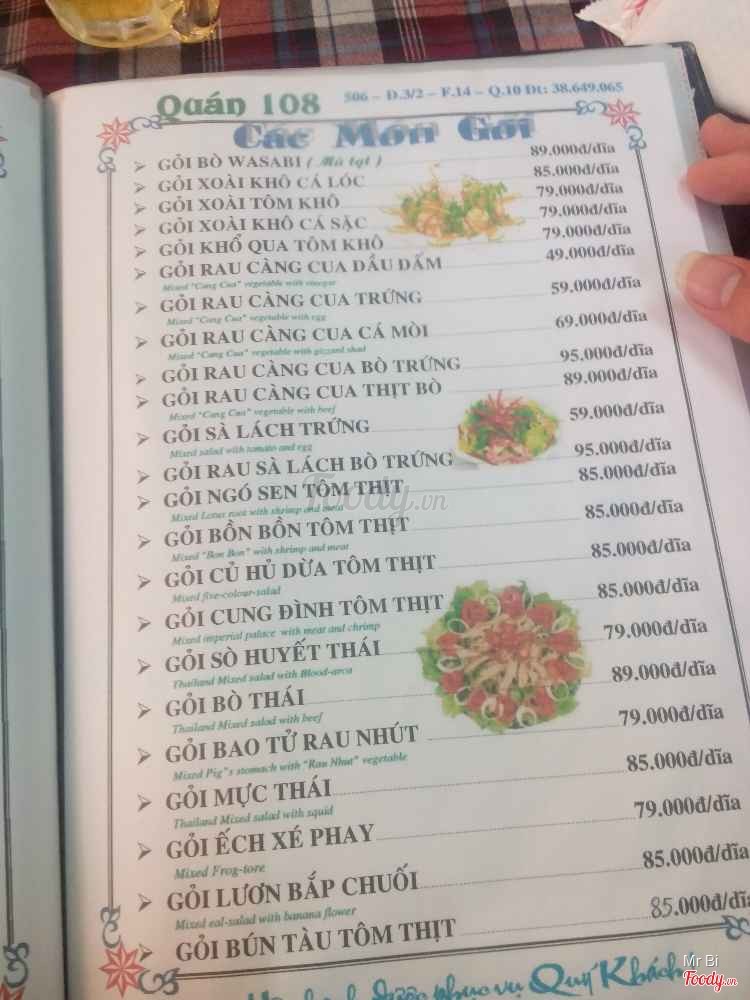 Quán 108 506 – Đ.3/2 – F.14 – Q.10 Đt: 38.649.065
Các Món Gỏi
GỎI BÒ WASABI ( Mù tạt ) 89.000đ/dĩa
GỎI XOÀI KHÔ CÁ LÓC 85.000đ/dĩa
GỎI XOÀI TÔM KHÔ 79.000đ/dĩa
GỎI XOÀI KHÔ CÁ SẶC 79.000đ/dĩa
GỎI KHỔ QUA TÔM KHÔ 79.000đ/dĩa
GỎI RAU CÀNG CUA DẦU DẤM 49.000đ/dĩa
Mixed "Cang Cua" vegetable with vinegar
GỎI RAU CÀNG CUA TRỨNG 59.000đ/dĩa
Mixed "Cang Cua" vegetable with egg
GỎI RAU CÀNG CUA CÁ MÒI 69.000đ/dĩa
Mixed "Cang Cua" vegetable with gizzard shad
GỎI RAU CÀNG CUA BÒ TRỨNG 95.000đ/dĩa
GỎI RAU CÀNG CUA THỊT BÒ 89.000đ/dĩa
Mixed "Cang Cua" vegetable with beef
GỎI SÀ LÁCH TRỨNG 59.000đ/dĩa
Mixed salad with tomato and egg
GỎI RAU SÀ LÁCH BÒ TRỨNG 95.000đ/dĩa
GỎI NGÓ SEN TÔM THỊT 85.000đ/dĩa
Mixed Lotus root with shrimp and meat
GỎI BỒN BỒN TÔM THỊT 85.000đ/dĩa
Mixed "Bon Bon" with shrimp and meat
GỎI CỦ HỦ DỪA TÔM THỊT 85.000đ/dĩa
Mixed five-colour-salad
GỎI CUNG ĐÌNH TÔM THỊT 85.000đ/dĩa
Mixed imperial palace with meat and chrimp
GỎI SÒ HUYẾT THÁI 79.000đ/dĩa
Thailand Mixed salad with Blood-arca
GỎI BÒ THÁI 89.000đ/dĩa
Thailand Mixed salad with beef
GỎI BAO TỬ RAU NHÚT 79.000đ/dĩa
Mixed Pig"s stomach with "Rau Nhut" vegetable
GỎI MỰC THÁI 85.000đ/dĩa
Thailand Mixed salad with squid
GỎI ẾCH XÉ PHAY 79.000đ/dĩa
Mixed Frog-tore
GỎI LƯƠN BẮP CHUỐI 85.000đ/dĩa
Mixed eal-salad with banana flower
GỎI BÚN TÀU TÔM THỊT 85.000đ/dĩa
được phục vụ Quý Khách
Foody.vn
Mr Bi
Foody.vn